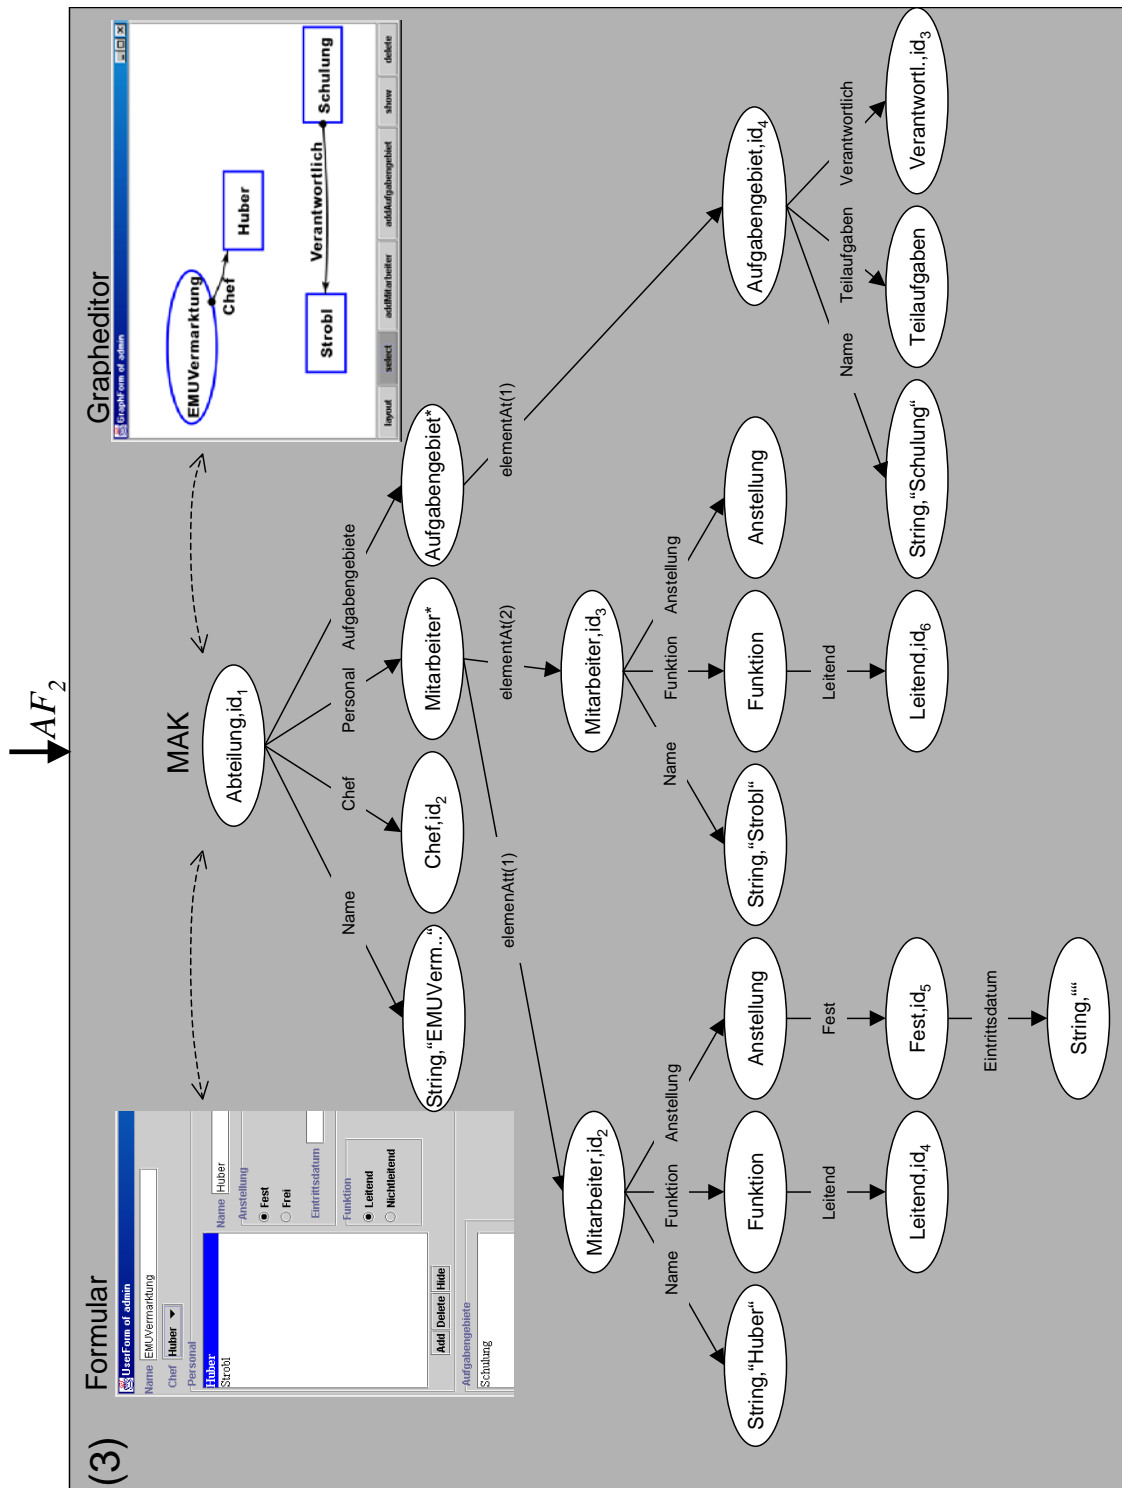 AF2
(3)
Formular
MAK
Grapheditor
UserForm of admin
Name EMUVermarktung
Chef Huber
Personal
Huber
Strobl
Name Huber
Anstellung
Fest
Frei
Eintrittsdatum
Funktion
Leitend
Nichtleitend
Add Delete Hide
Aufgabengebiete
Schulung
GraphForm of admin
EMUVermarktung
Chef
Huber
Strobl
Verantwortlich
Schulung
layout select addMitarbeiter addAufgabengebiet show delete
Abteilung,id1
Name
Chef
Personal
Aufgabengebiete
String,“EMUVerm..“
Chef,id2
Mitarbeiter*
Aufgabengebiet*
elemenAtt(1)
elementAt(2)
elementAt(1)
Mitarbeiter,id2
Mitarbeiter,id3
Name
Funktion
Anstellung
Name
Funktion
Anstellung
String,“Huber“
Funktion
Anstellung
String,“Strobl“
Funktion
Anstellung
Aufgabengebiet,id4
Leitend
Fest
Leitend
Name
Teilaufgaben
Verantwortlich
Leitend,id4
Fest,id5
Leitend,id6
String,“Schulung“
Teilaufgaben
Verantwortl.,id3
Eintrittsdatum
String,““